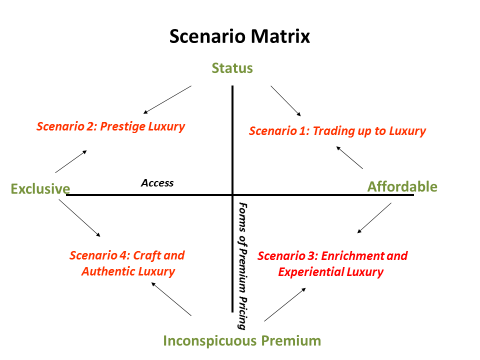 Scenario Matrix
Status
Scenario 2: Prestige Luxury
Scenario 1: Trading up to Luxury
Access
Exclusive
Affordable
Forms of Premium Pricing
Scenario 4: Craft and
Authentic Luxury
Scenario 3: Enrichment and
Experiential Luxury
Inconspicuous Premium